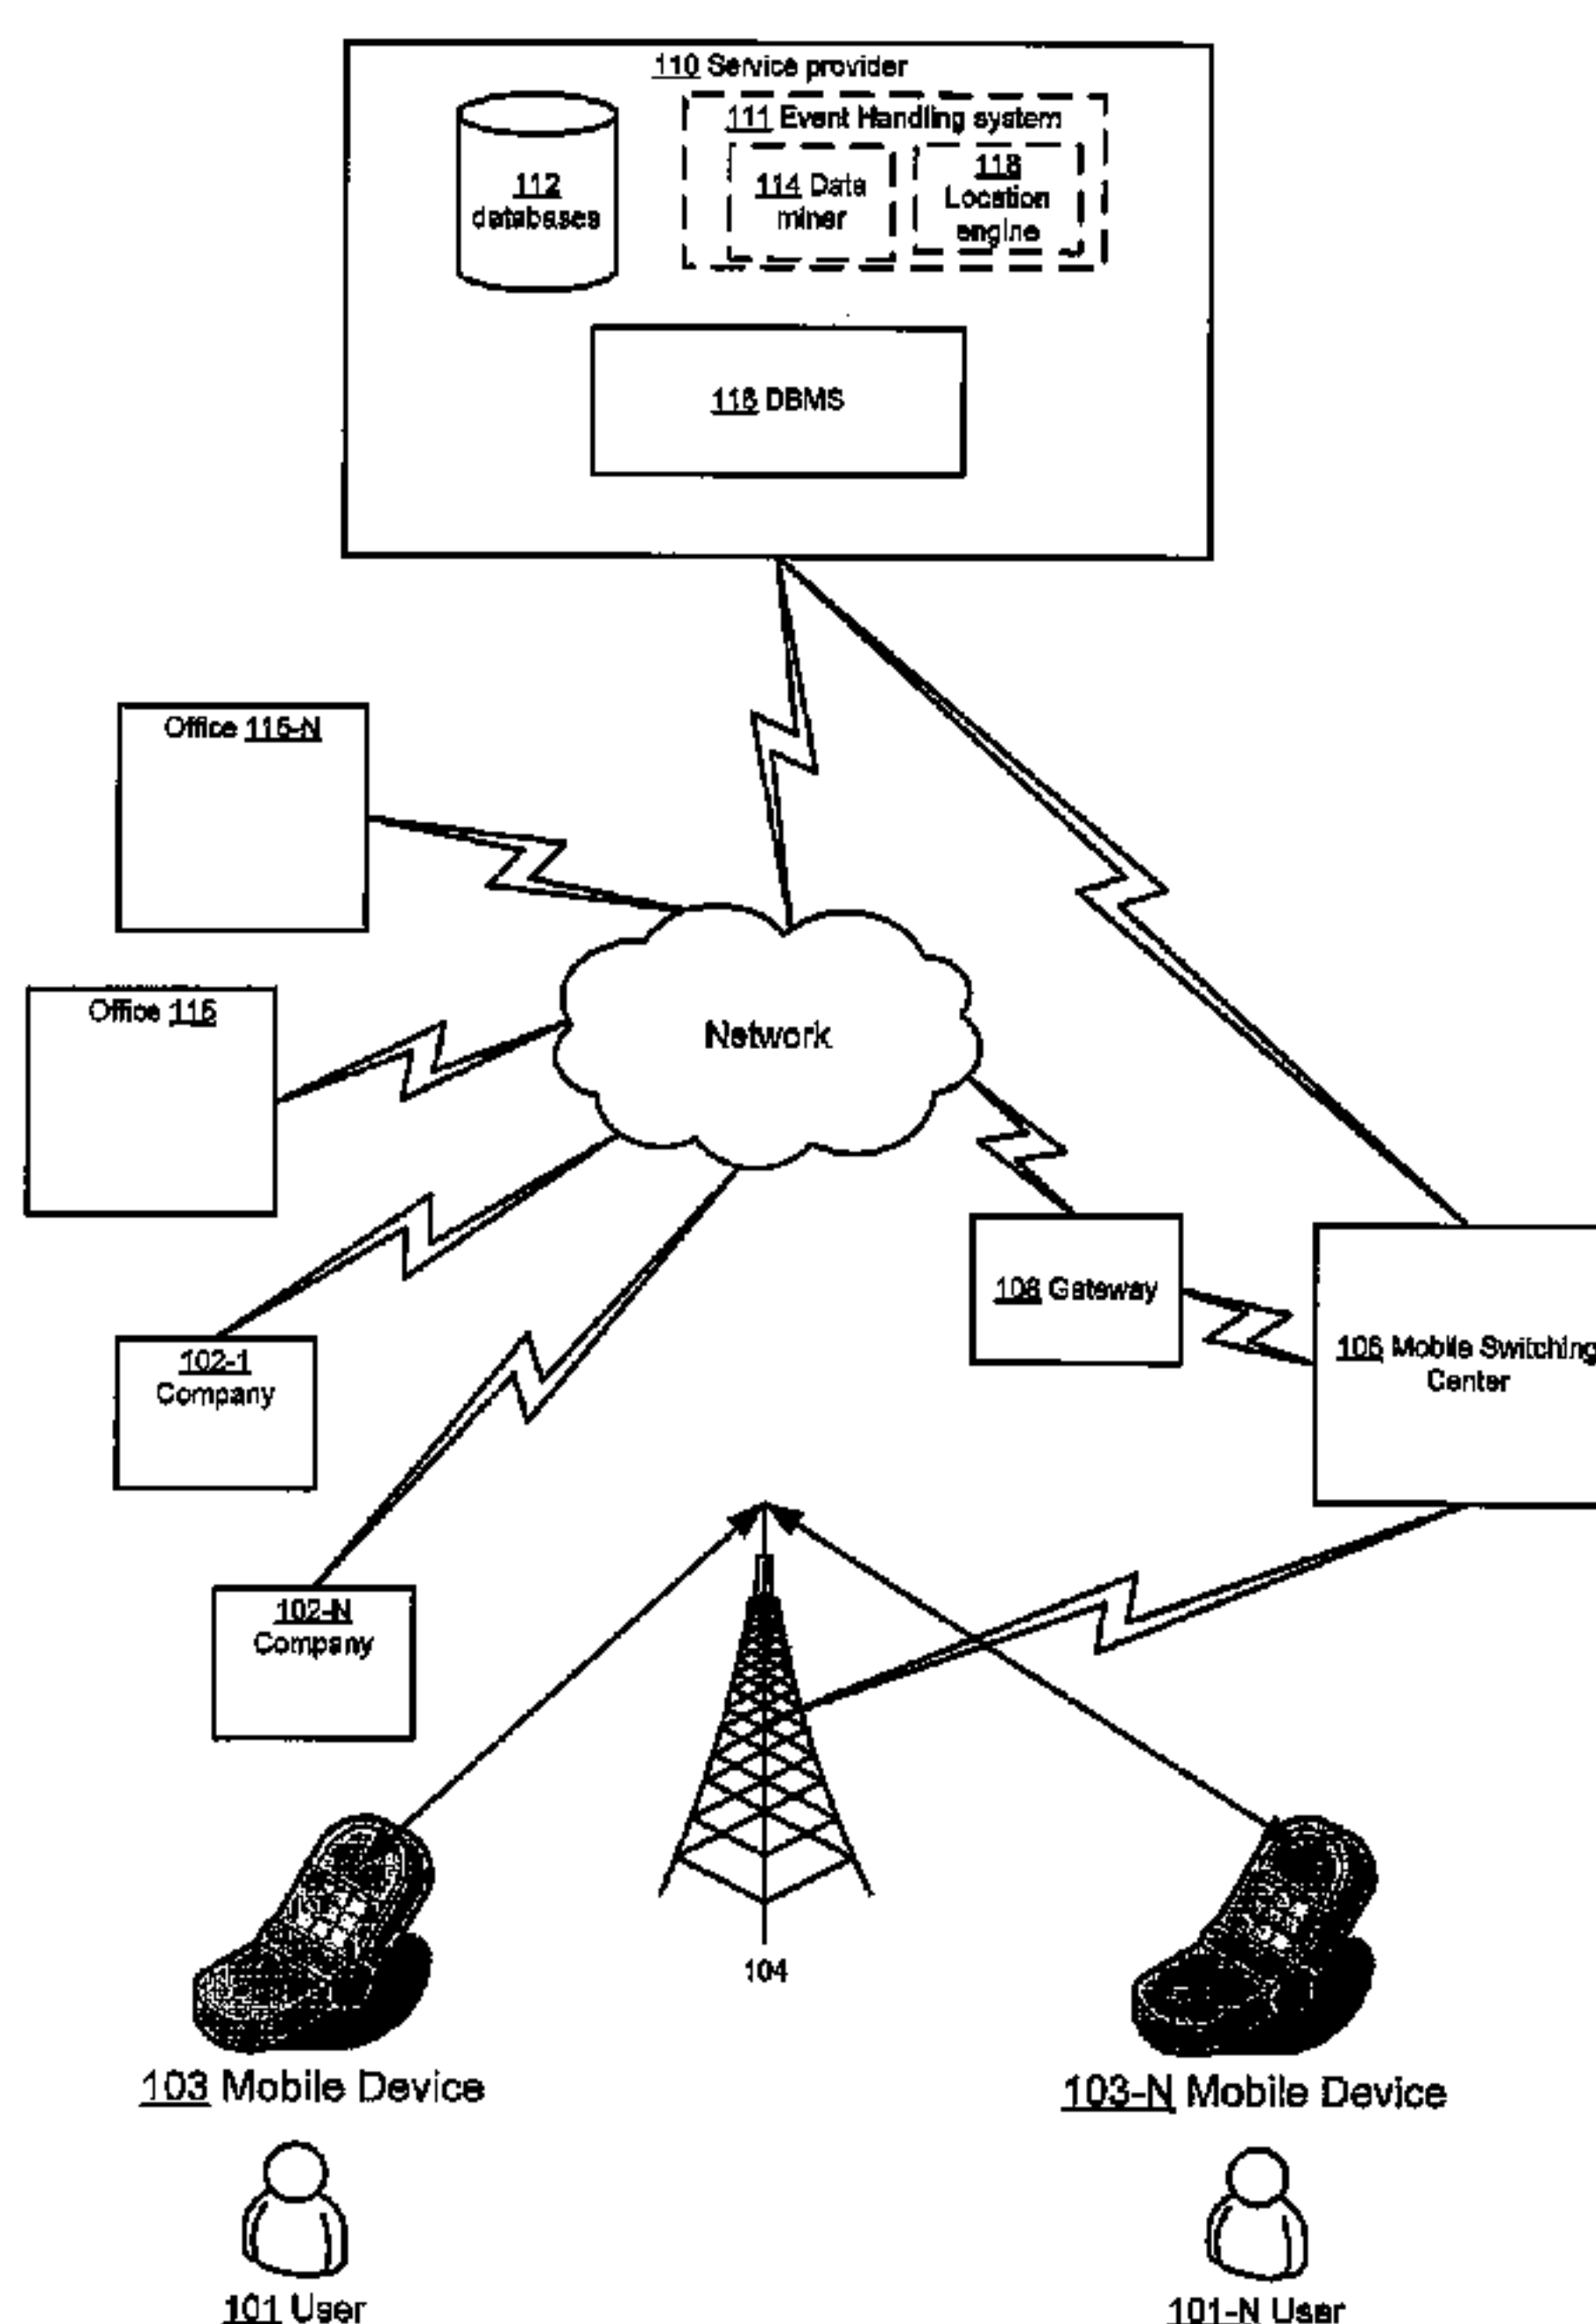 110 Service provider
111 Event Handling system
112
databases
114 Data
miner
118
Location
engine
116 DBMS
Office 115-N
Office 115
Network
108 Gateway
106 Mobile Switching
Center
102-1
Company
102-N
Company
104
103 Mobile Device
103-N Mobile Device
101 User
101-N User